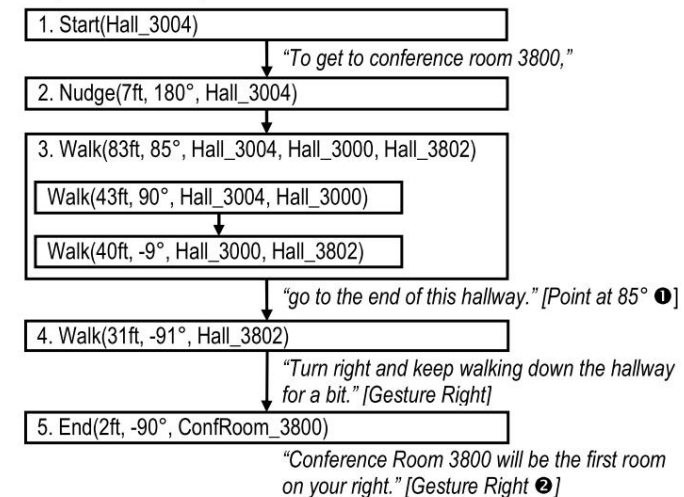 1. Start(Hall_3004)
“To get to conference room 3800,”
2. Nudge(7ft, 180°, Hall_3004)
3. Walk(83ft, 85°, Hall_3004, Hall_3000, Hall_3802)
Walk(43ft, 90°, Hall_3004, Hall_3000)
Walk(40ft, -9°, Hall_3000, Hall_3802)
“go to the end of this hallway.” [Point at 85° ❶]
4. Walk(31ft, -91°, Hall_3802)
“Turn right and keep walking down the hallway
for a bit.” [Gesture Right]
5. End(2ft, -90°, ConfRoom_3800)
“Conference Room 3800 will be the first room
on your right.” [Gesture Right ❷]